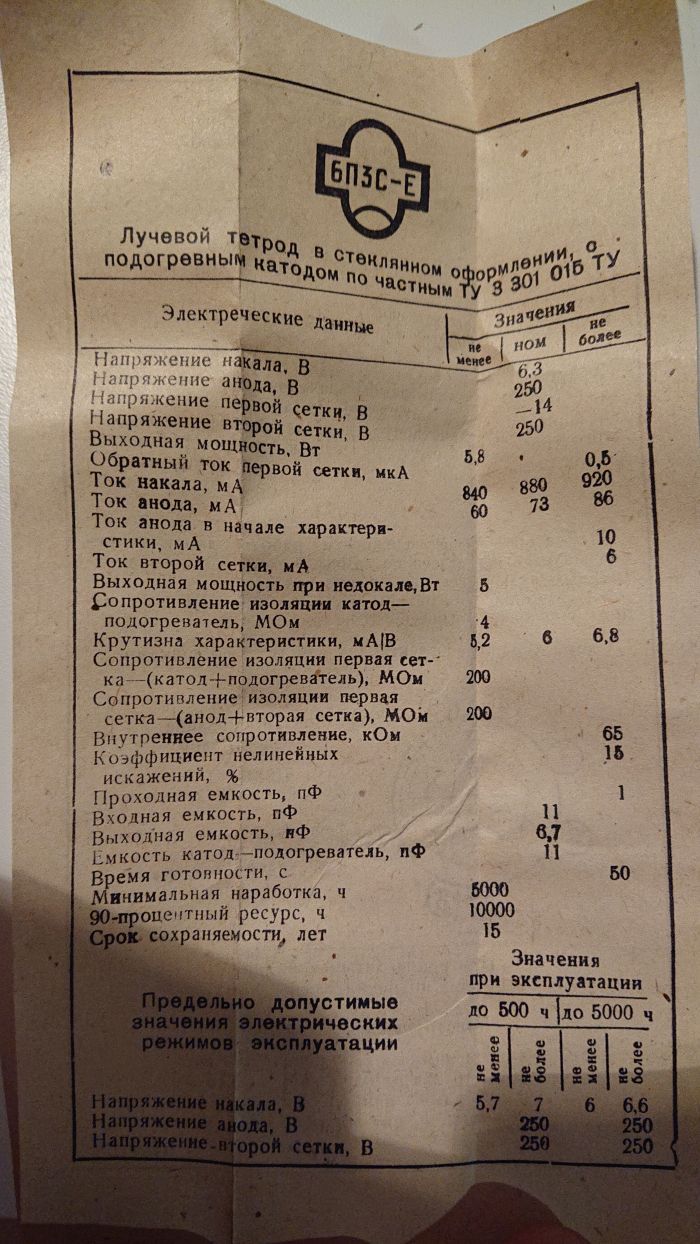 6П3С-Е
Лучевой тетрод в стеклянном оформлении, с
подогревным катодом по частным ТУ 3 301 015 ТУ
Электреческие данные
Значения
не менее
ном
не более
Напряжение накала, В 6,3
Напряжение анода, В 250
Напряжение первой сетки, В —14
Напряжение второй сетки, В 250
Выходная мощность, Вт 5,8
Обратный ток первой сетки, мкА 0,5
Ток накала, мА 840 880 920
Ток анода, мА 60 73 86
Ток анода в начале характери-
стики, мА 10
Ток второй сетки, мА 6
Выходная мощность при недокале, Вт 5
Сопротивление изоляции катод—
подогреватель, МОм 4
Крутизна характеристики, мА|В 5,2 6 6,8
Сопротивление изоляции первая сет-
ка—(катод+подогреватель), МОм 200
Сопротивление изоляции первая
сетка—(анод+вторая сетка), МОм 200
Внутреннее сопротивление, кОм 65
Коэффициент нелинейных 15
искажений, %
Проходная емкость, пФ 1
Входная емкость, пФ 11
Выходная емкость, пФ 6,7
Емкость катод—подогреватель, пФ 11
Время готовности, с 50
Минимальная наработка, ч 5000
90-процентный ресурс, ч 10000
Срок сохраняемости, лет 15
Предельно допустимые
значения электрических
режимов эксплуатации
Значения
при эксплуатации
до 500 ч до 5000 ч
не менее
не более
не менее
не более
Напряжение накала, В 5,7 7 6 6,6
Напряжение анода, В 250 250
Напряжение второй сетки, В 250 250